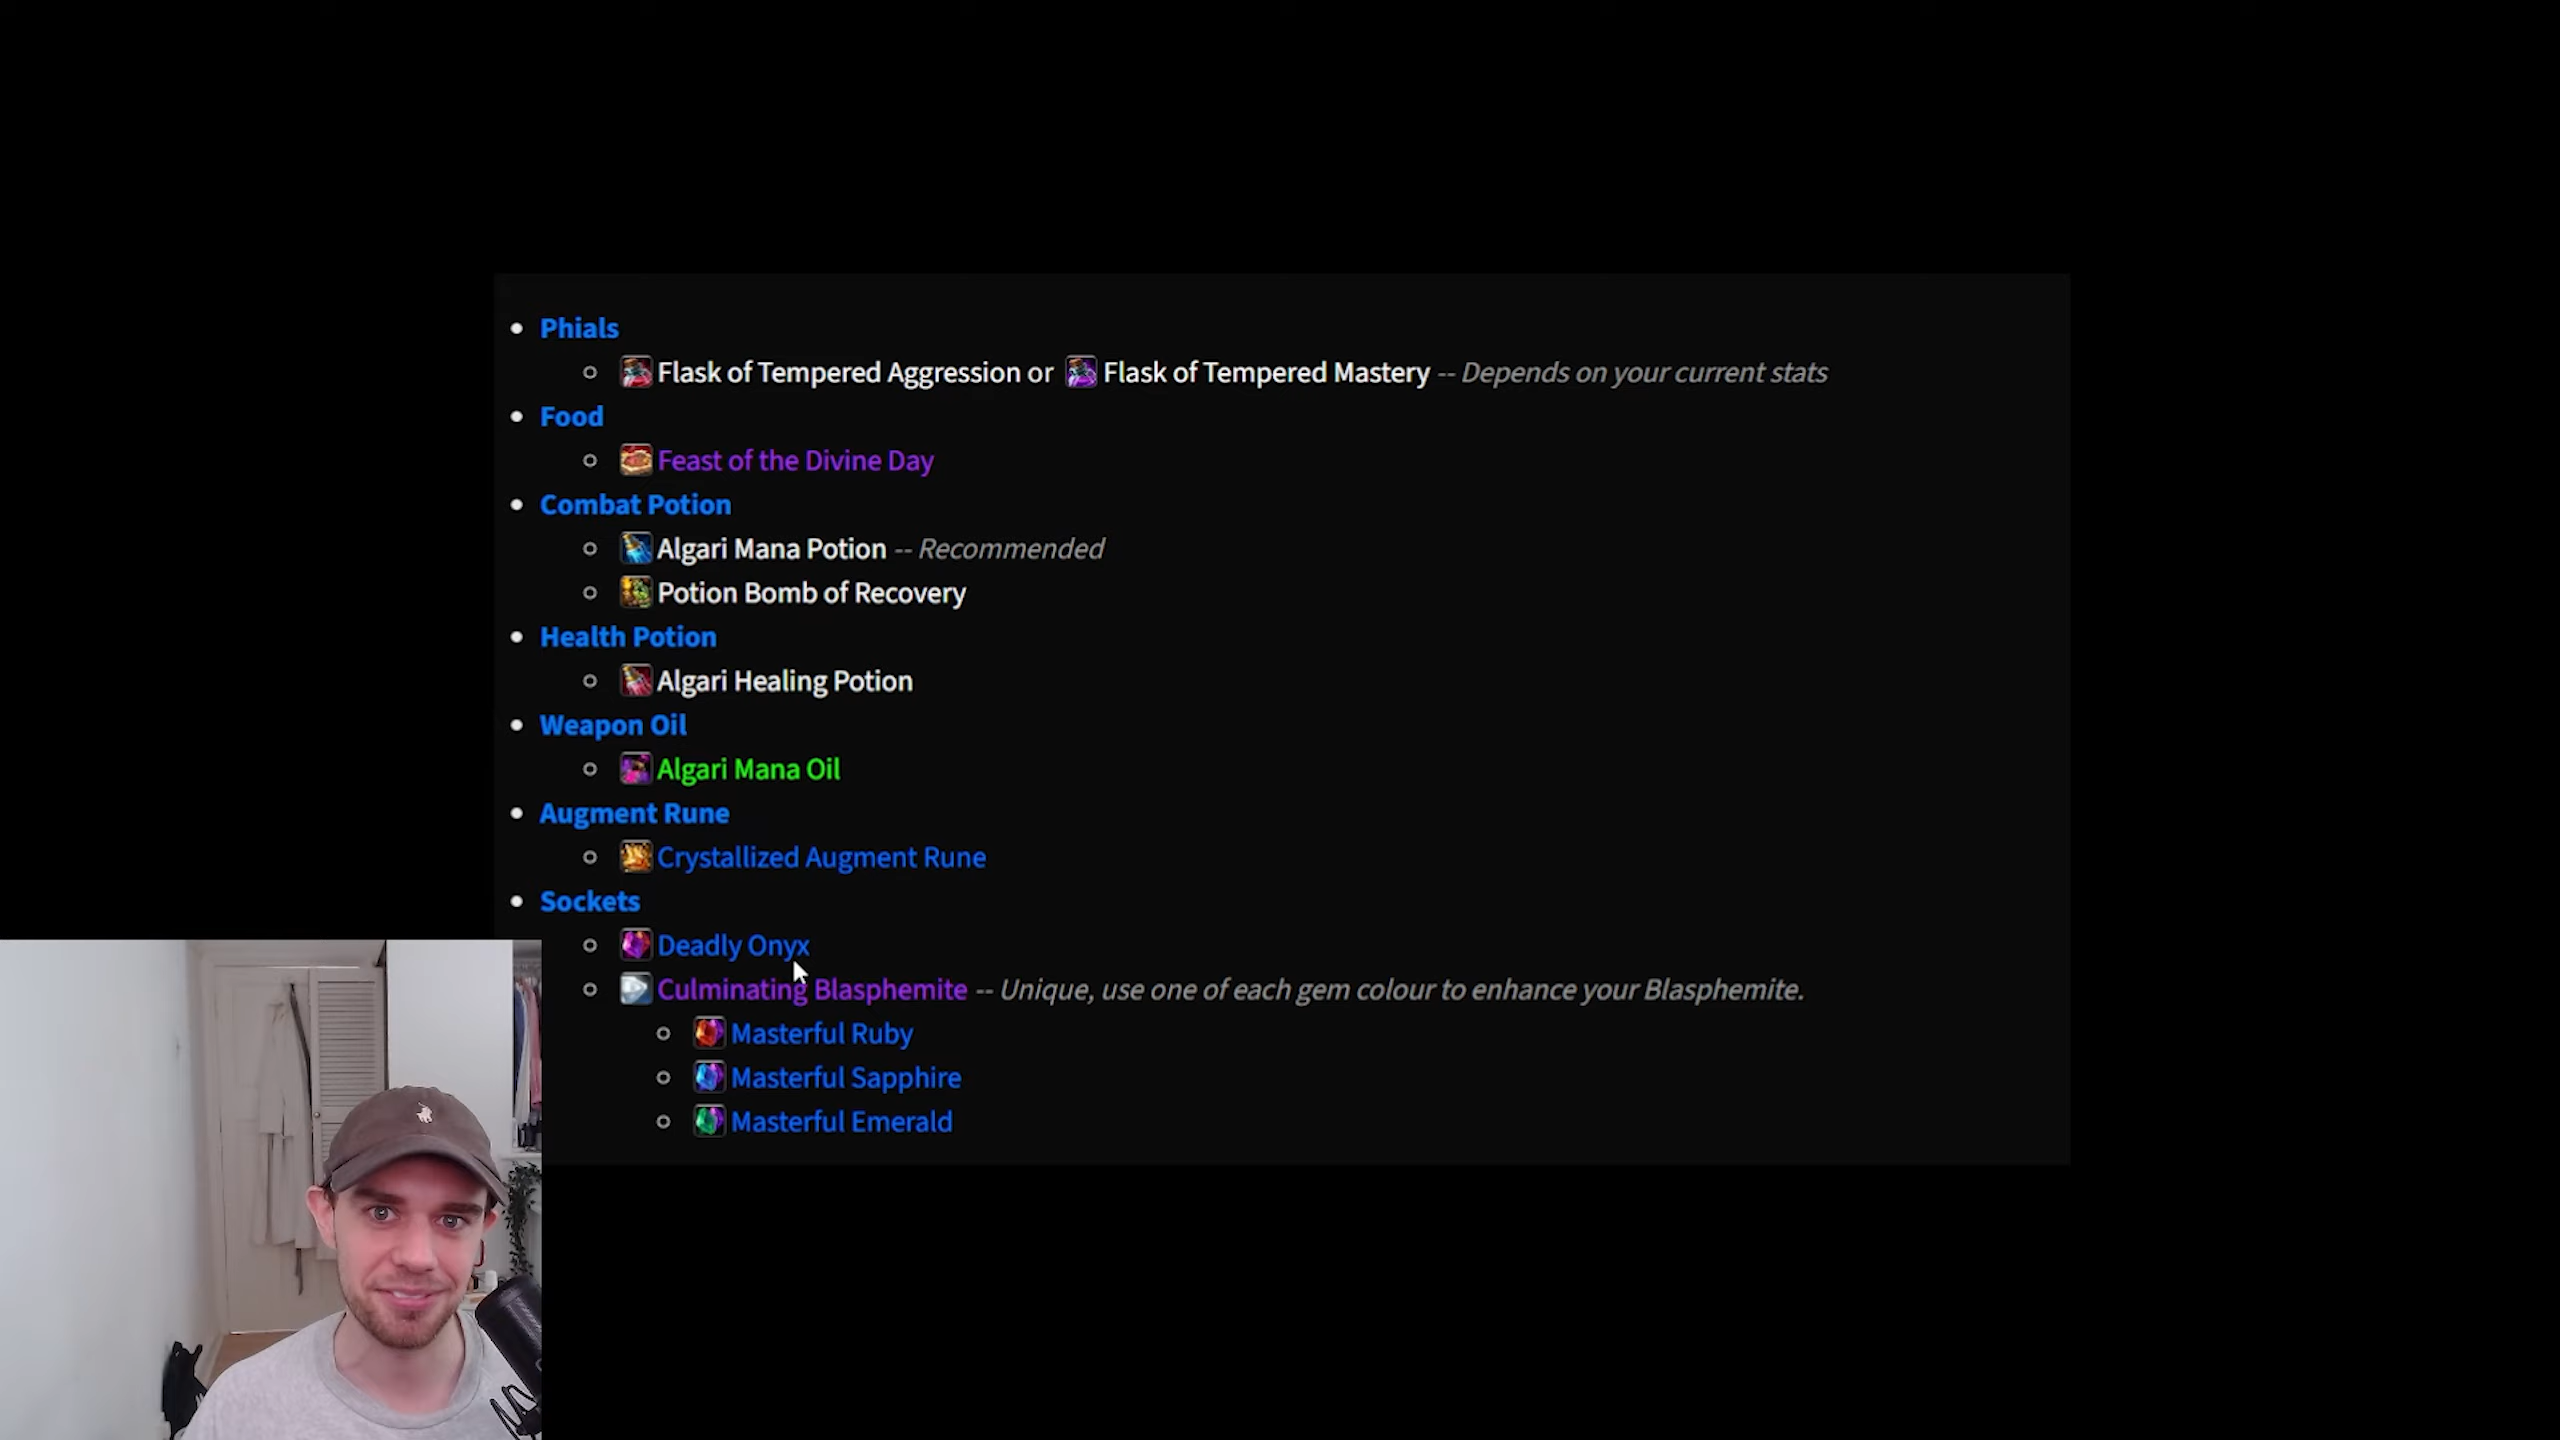 Phials
Flask of Tempered Aggression or Flask of Tempered Mastery -- Depends on your current stats
Food
Feast of the Divine Day
Combat Potion
Algari Mana Potion -- Recommended
Potion Bomb of Recovery
Health Potion
Algari Healing Potion
Weapon Oil
Algari Mana Oil
Augment Rune
Crystallized Augment Rune
Sockets
Deadly Onyx
Culminating Blasphemite -- Unique, use one of each gem colour to enhance your Blasphemite.
Masterful Ruby
Masterful Sapphire
Masterful Emerald